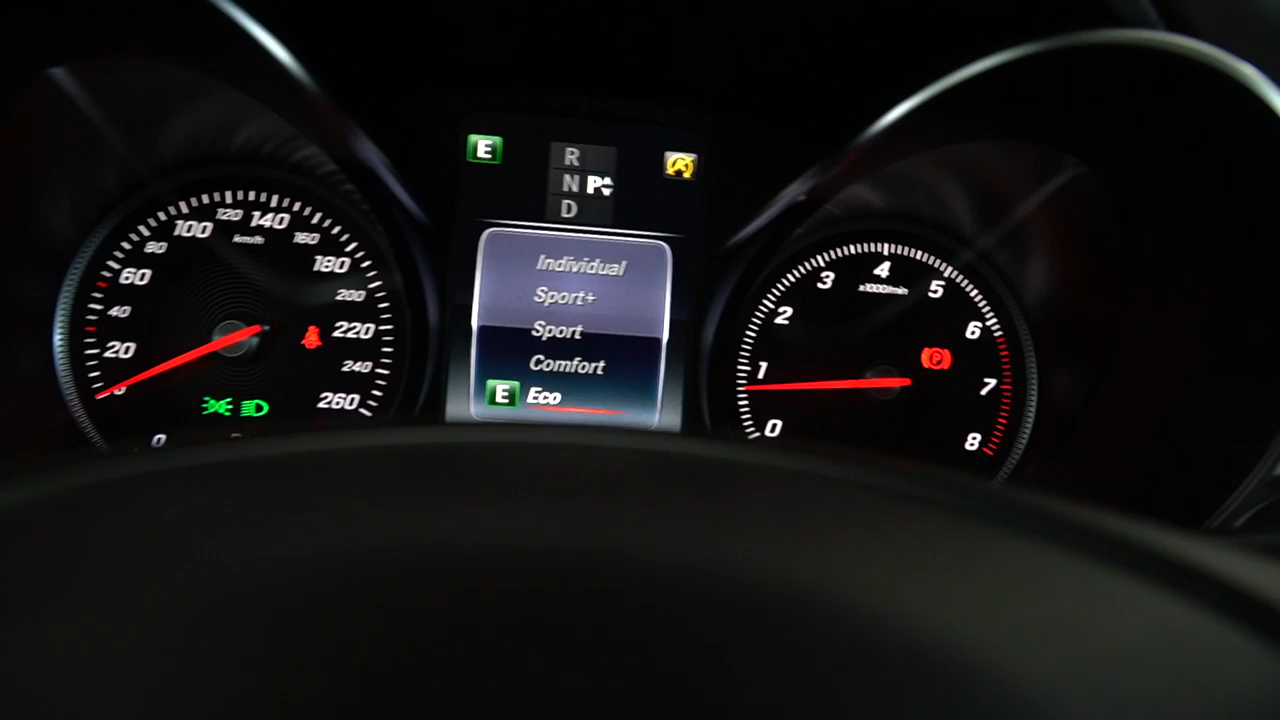 E
R
N P
D
Individual
Sport+
Sport
Comfort
E Eco
0
20
40
60
80
100
120
140
160
180
200
220
240
260
km/h
0
1
2
3
4
5
6
7
8
x1000/min
P
A
0